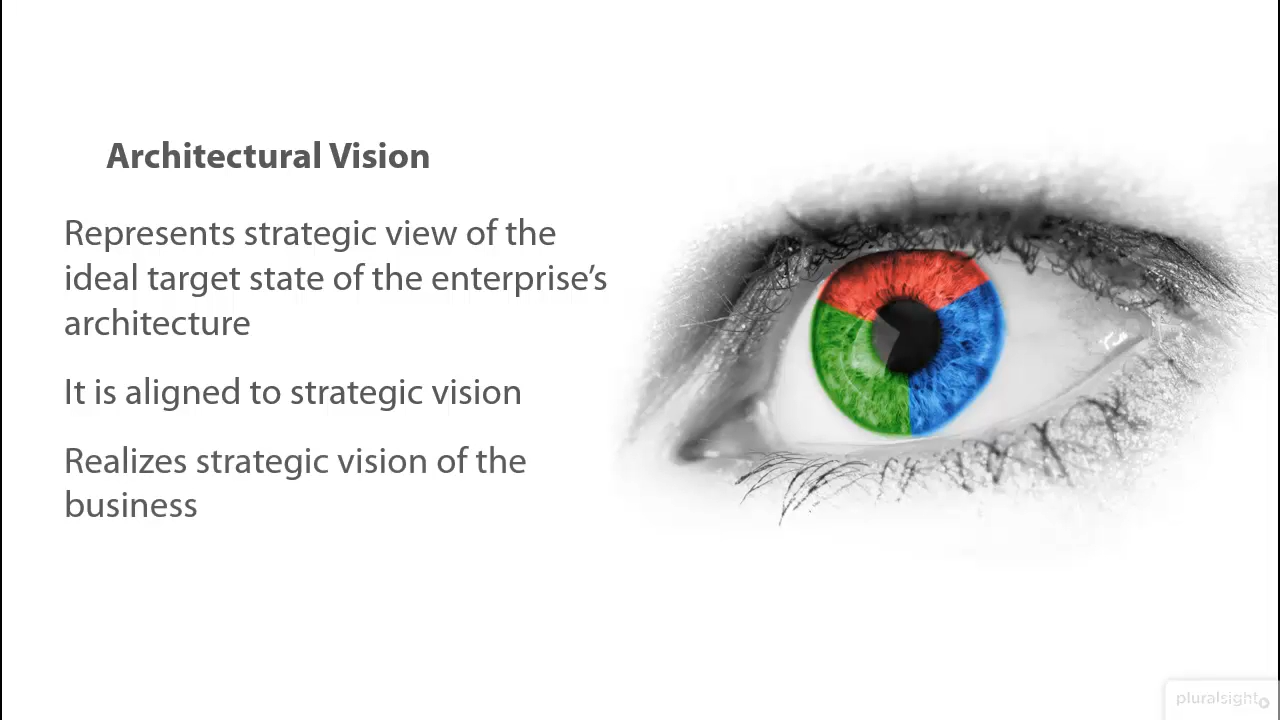 Architectural Vision
Represents strategic view of the
ideal target state of the enterprise’s
architecture
It is aligned to strategic vision
Realizes strategic vision of the
business
pluralsight